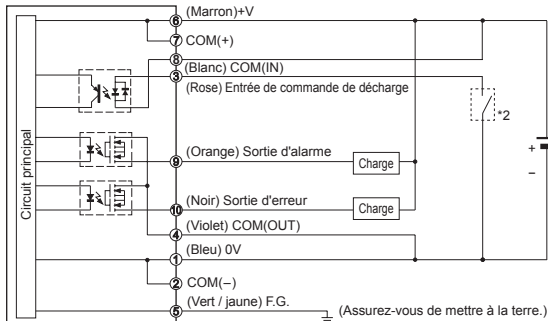 (Marron)+V
6
7 COM(+)
8
(Blanc) COM(IN)
3
(Rose) Entrée de commande de décharge
*2
Circuit principal
(Orange) Sortie d'alarme
9
Charge
+
−
(Noir) Sortie d'erreur
10
Charge
(Violet) COM(OUT)
4
(Bleu) 0V
1
2 COM(−)
(Vert / jaune) F.G.
5
(Assurez-vous de mettre à la terre.)